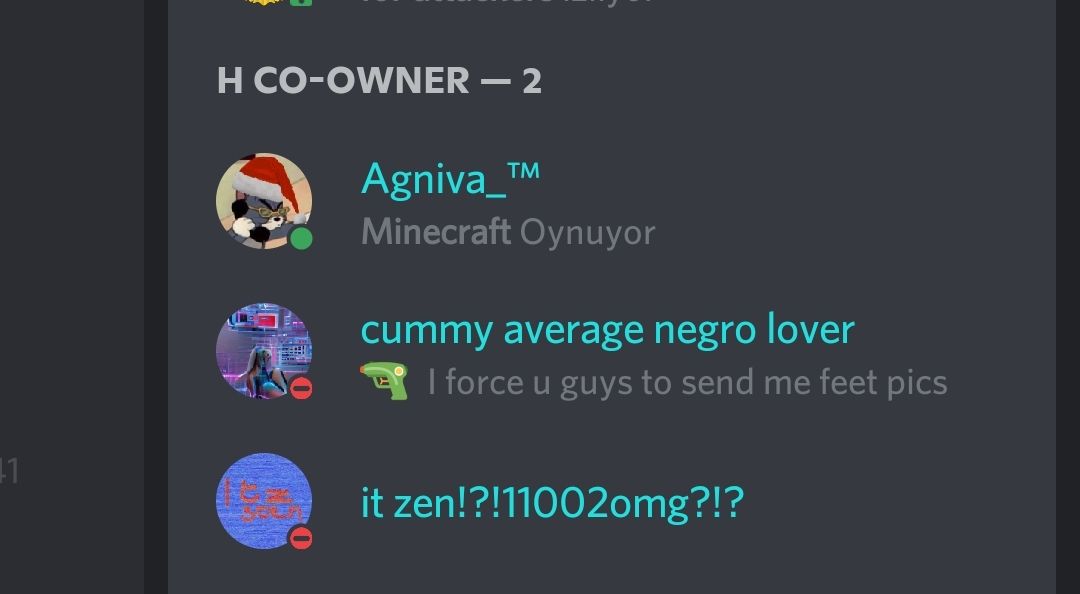 H CO-OWNER — 2
Agniva_™
Minecraft Oynuyor
cummy average negro lover
I force u guys to send me feet pics
41
it zen!?!11002omg?!?